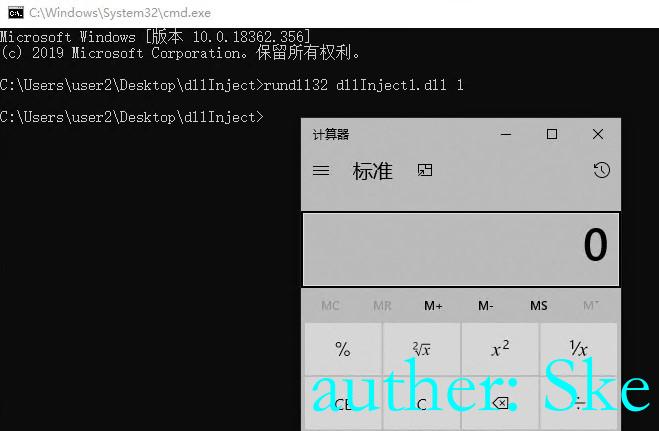 C:\Windows\System32\cmd.exe
Microsoft Windows [版本 10.0.18362.356]
(c) 2019 Microsoft Corporation。保留所有权利。
C:\Users\user2\Desktop\dllInject>rundll32 dllInject1.dll 1
C:\Users\user2\Desktop\dllInject>
计算器
标准
0
MC MR M+ M- MS M˅
% ²√x x² ¹/x
CE C ÷
auther: Ske